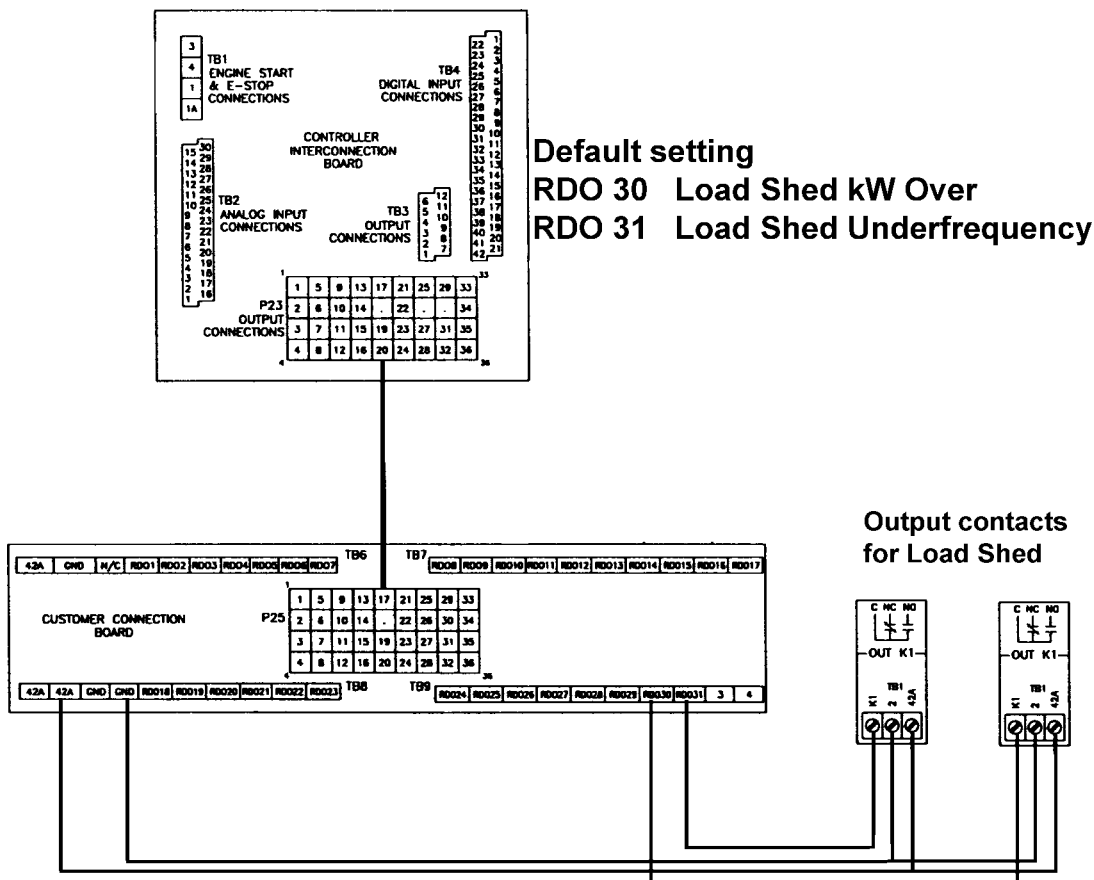 3
4
1
1A
TB1
ENGINE START
& E-STOP
CONNECTIONS
TB4
DIGITAL INPUT
CONNECTIONS
22 1
23 2
24 3
25 4
26 5
27 6
28 7
29 8
30 9
31 10
32 11
33 12
34 13
35 14
36 15
37 16
38 17
39 18
40 19
41 20
42 21
CONTROLLER
INTERCONNECTION
BOARD
15 30
14 29
13 28
12 27
11 26
10 25
9 24
8 23
7 22
6 21
5 20
4 19
3 18
2 17
1 16
TB2
ANALOG INPUT
CONNECTIONS
TB3
OUTPUT
CONNECTIONS
6 12
5 11
4 10
3 9
2 8
1 7
Default setting
RDO 30 Load Shed kW Over
RDO 31 Load Shed Underfrequency
P23
OUTPUT
CONNECTIONS
1 33
1 5 9 13 17 21 25 29 33
2 6 10 14 . 22 . . 34
3 7 11 15 19 23 27 31 35
4 8 12 16 20 24 28 32 36
4 36
Output contacts
for Load Shed
42A GND N/C RDO1 RDO2 RDO3 RDO4 RDO5 RDO6 RDO7 TB6
TB7 RDO8 RDO9 RDO10 RDO11 RDO12 RDO13 RDO14 RDO15 RDO16 RDO17
CUSTOMER CONNECTION
BOARD
P25
1
1 5 9 13 17 21 25 29 33
2 6 10 14 . 22 26 30 34
3 7 11 15 19 23 27 31 35
4 8 12 16 20 24 28 32 36
4 36
42A 42A GND GND RDO18 RDO19 RDO20 RDO21 RDO22 RDO23 TB8
TB9 RDO24 RDO25 RDO26 RDO27 RDO28 RDO29 RDO30 RDO31 3 4
C NC NO
OUT K1
TB1
K1 2 42A
C NC NO
OUT K1
TB1
K1 2 42A